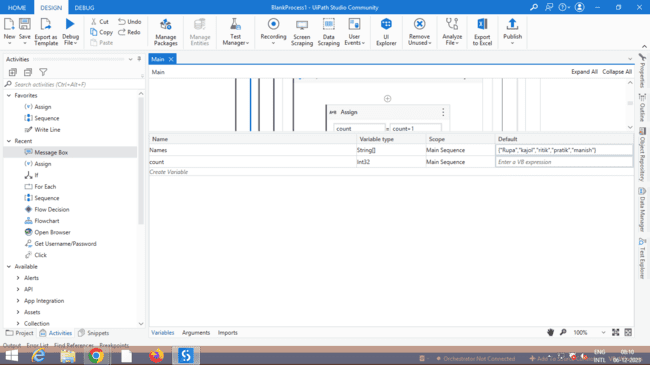 HOME DESIGN DEBUG BlankProcess1 - UiPath Studio Community
New Save Export as Template Debug File Cut Copy Paste Undo Redo Manage Packages Manage Entities Test Manager Recording Screen Scraping Data Scraping User Events UI Explorer Remove Unused Analyze File Export to Excel Publish
Activities
Main
Search activities (Ctrl+Alt+F)
Main Expand All Collapse All
Favorites
Assign
Sequence
Write Line
Recent
Message Box
Assign
If
For Each
Sequence
Flow Decision
Flowchart
Open Browser
Get Username/Password
Click
Available
Alerts
API
App Integration
Assets
Collection
Assign
count = count+1
Name Variable type Scope Default
Names String[] Main Sequence {"Rupa","kajol","ritik","pratik","manish"}
count Int32 Main Sequence Enter a VB expression
Create Variable
Properties
Outline
Object Repository
Data Manager
Test Explorer
Variables Arguments Imports 100%
Project Activities Snippets
Output Error List Find References Breakpoints
Orchestrator Not Connected
ENG
INTL
08:10